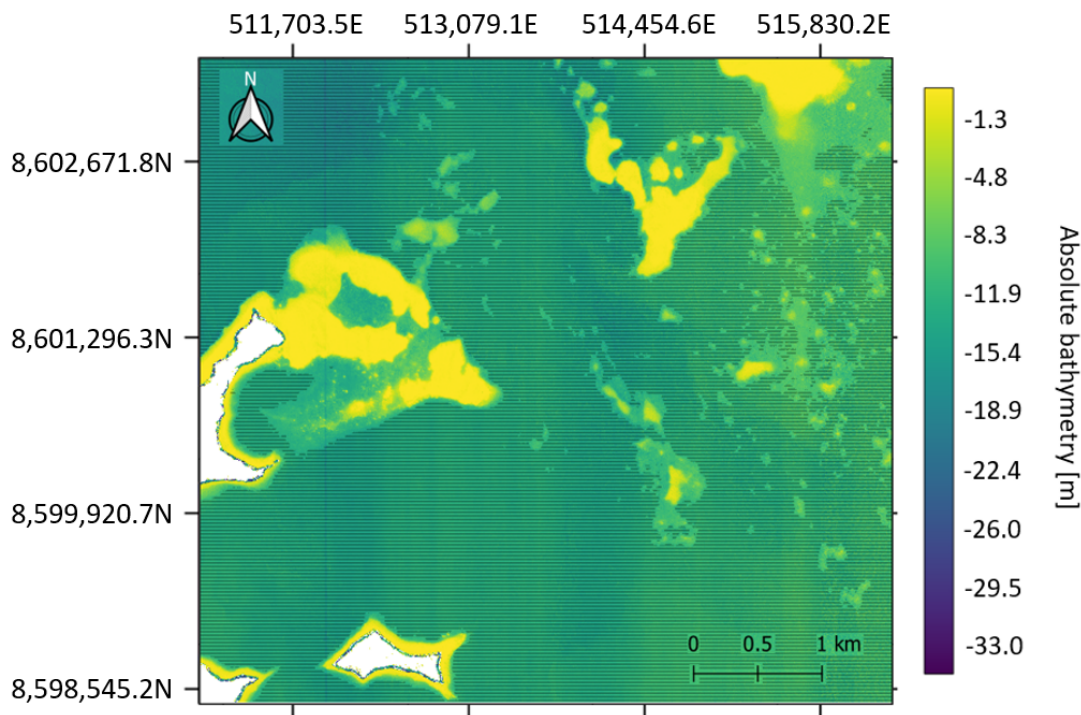 511,703.5E 513,079.1E 514,454.6E 515,830.2E
N
8,602,671.8N
8,601,296.3N
8,599,920.7N
8,598,545.2N
0 0.5 1 km
-1.3
-4.8
-8.3
-11.9
-15.4
-18.9
-22.4
-26.0
-29.5
-33.0
Absolute bathymetry [m]